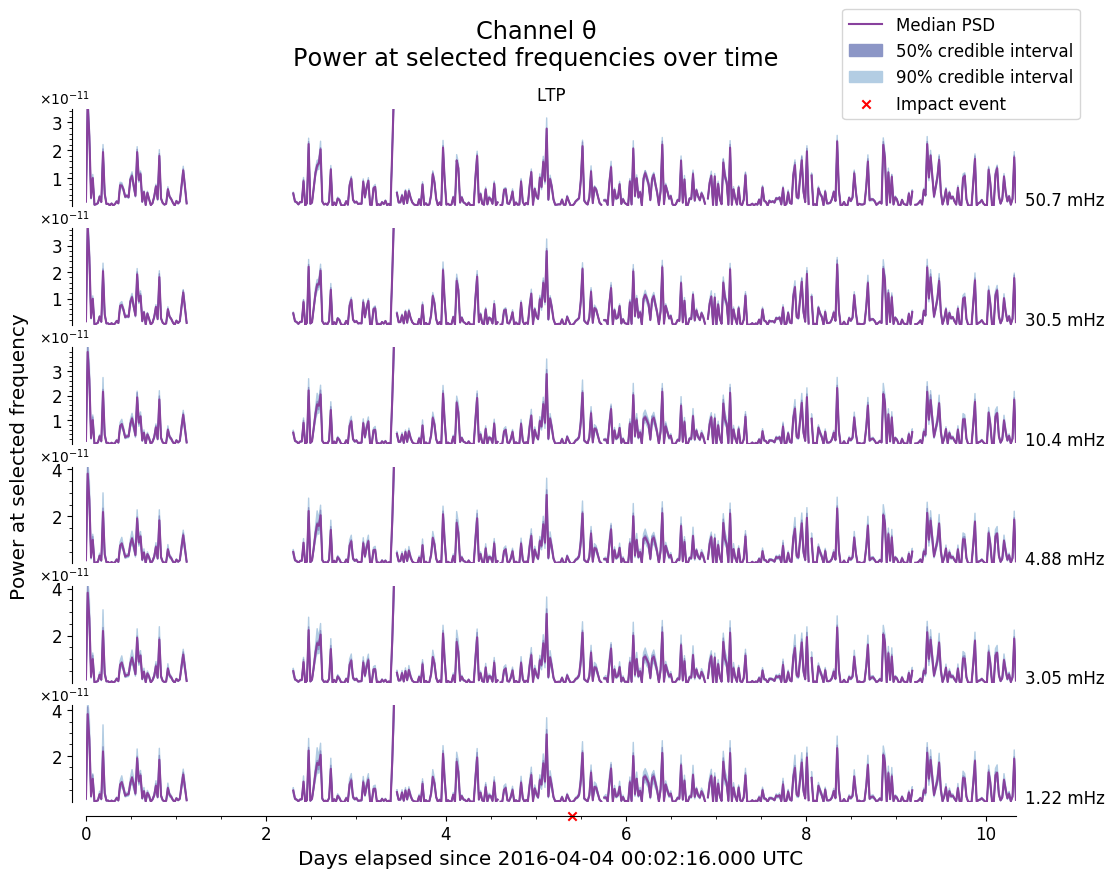 Channel θ
Power at selected frequencies over time
Median PSD
50% credible interval
90% credible interval
Impact event
LTP
×10⁻¹¹
3
2
1
50.7 mHz
×10⁻¹¹
3
2
1
30.5 mHz
×10⁻¹¹
3
2
1
10.4 mHz
×10⁻¹¹
4
2
4.88 mHz
×10⁻¹¹
4
2
3.05 mHz
×10⁻¹¹
4
2
1.22 mHz
Power at selected frequency
0 2 4 6 8 10
Days elapsed since 2016-04-04 00:02:16.000 UTC